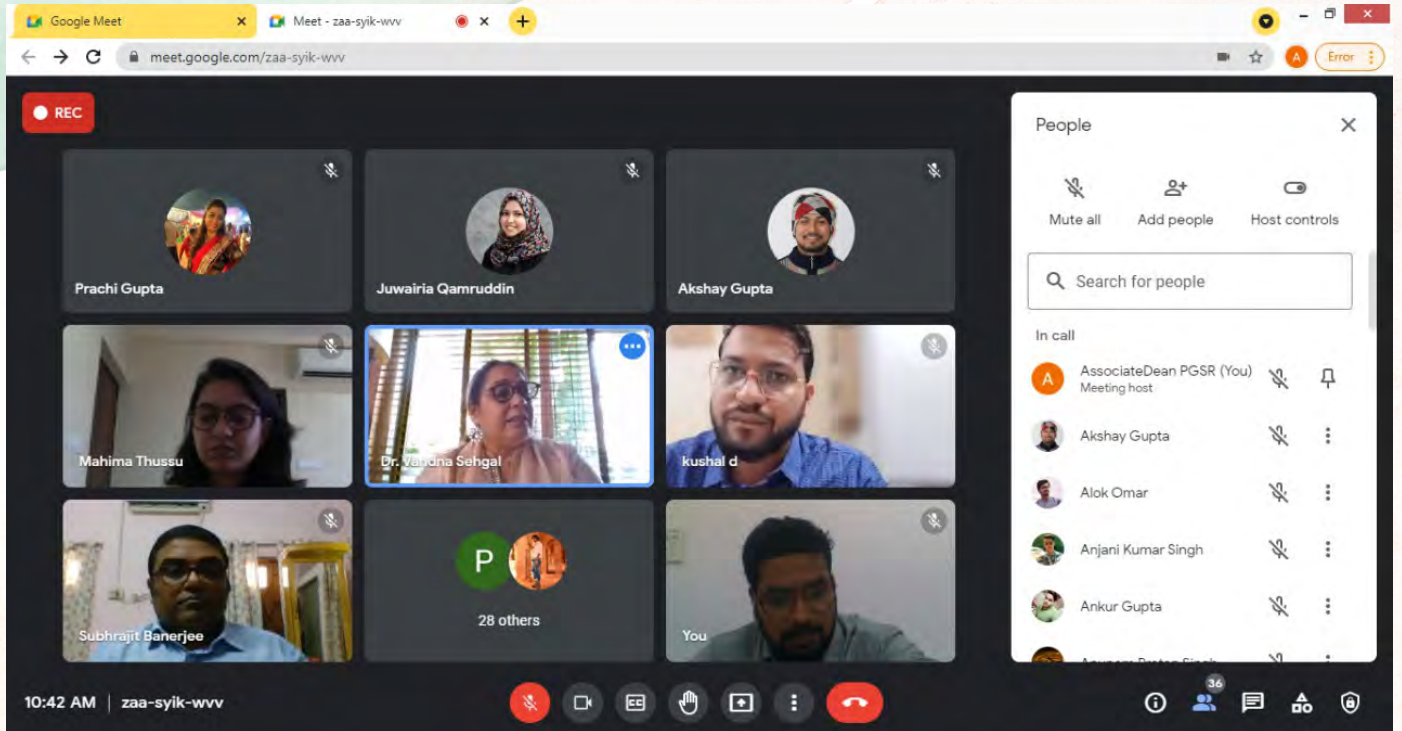 Google Meet
Meet - zaa-syik-wvv
meet.google.com/zaa-syik-wvv
A
Error
REC
Prachi Gupta
Juwairia Qamruddin
Akshay Gupta
Mahima Thussu
Dr. Vandna Sehgal
kushal d
Subhrajit Banerjee
P
28 others
You
People
Mute all
Add people
Host controls
Search for people
In call
A
AssociateDean PGSR (You)
Meeting host
Akshay Gupta
Alok Omar
Anjani Kumar Singh
Ankur Gupta
10:42 AM | zaa-syik-wvv
CC
36